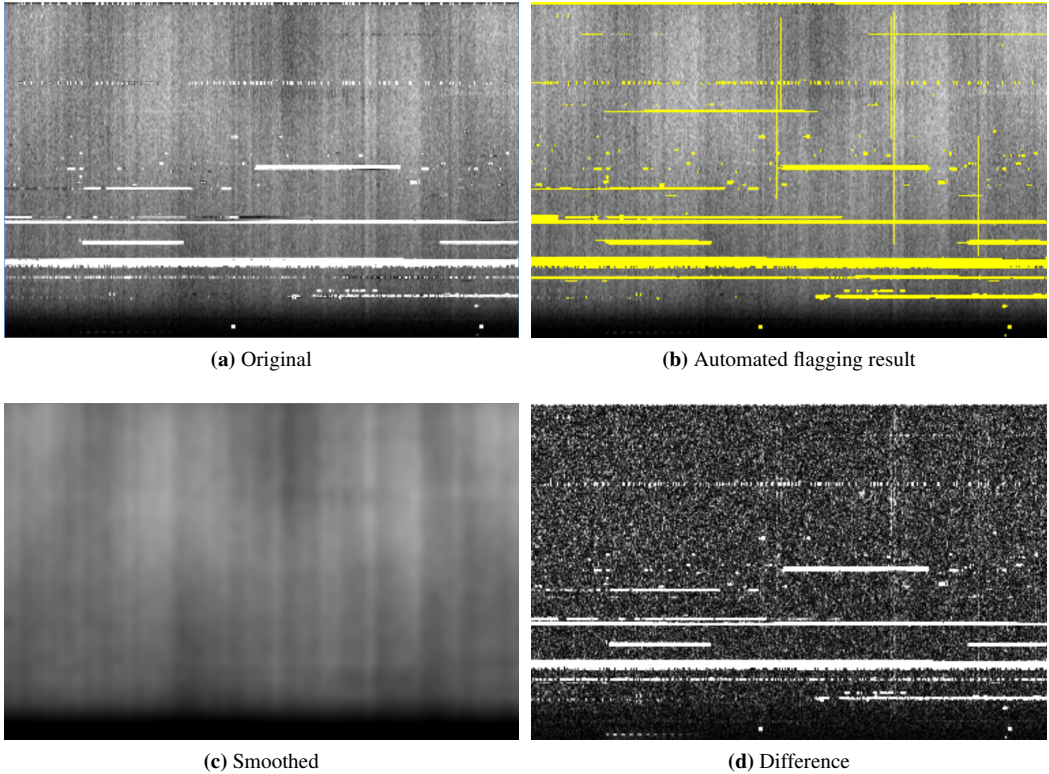 (a) Original
(b) Automated flagging result
(c) Smoothed
(d) Difference